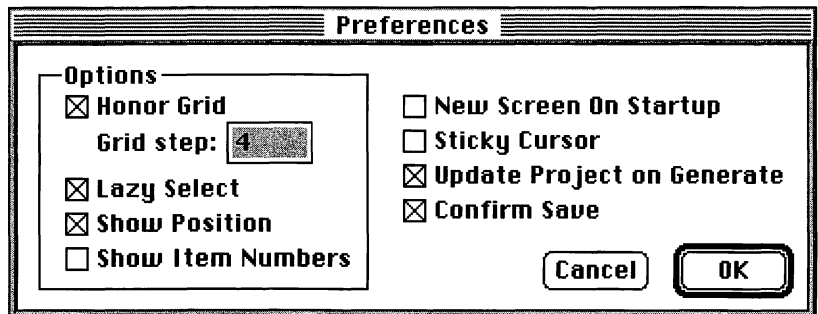 Preferences
Options
Honor Grid
Grid step: 4
Lazy Select
Show Position
Show Item Numbers
New Screen On Startup
Sticky Cursor
Update Project on Generate
Confirm Save
Cancel
OK